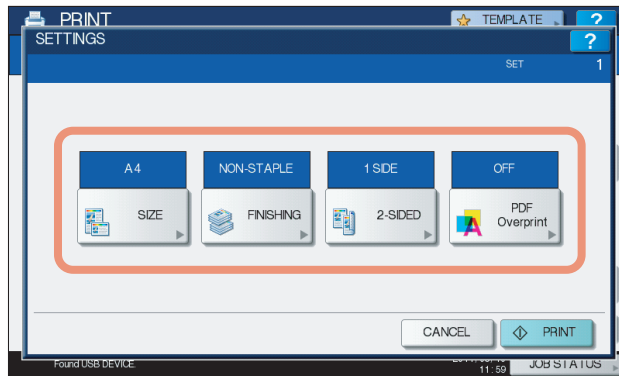 PRINT
TEMPLATE
?
SETTINGS
?
SET 1
A4 NON-STAPLE 1 SIDE OFF
SIZE FINISHING 2-SIDED PDF Overprint
CANCEL PRINT
Found USB DEVICE
11:59
JOB STATUS